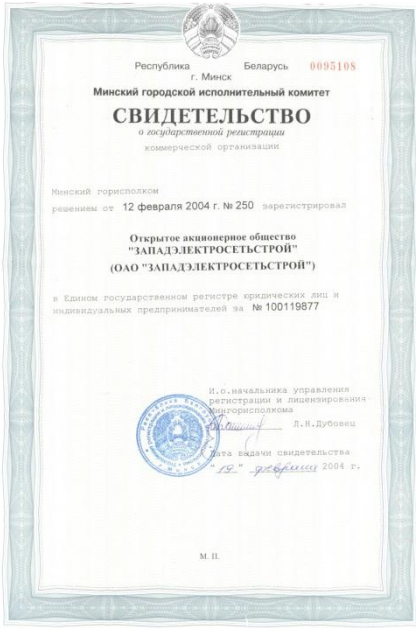 Республика Беларусь 0095108
г. Минск
Минский городской исполнительный комитет
СВИДЕТЕЛЬСТВО
о государственной регистрации
коммерческой организации
Минский горисполком
решением от 12 февраля 2004 г. № 250 зарегистрировал
Открытое акционерное общество
"ЗАПАДЭЛЕКТРОСЕТЬСТРОЙ"
(ОАО "ЗАПАДЭЛЕКТРОСЕТЬСТРОЙ")
в Едином государственном регистре юридических лиц и
индивидуальных предпринимателей за № 100119877
И.о.начальника управления
регистрации и лицензирования
Мингорисполкома
Л.Н.Дубовец
Дата выдачи свидетельства
"19" февраля 2004 г.
М. П.